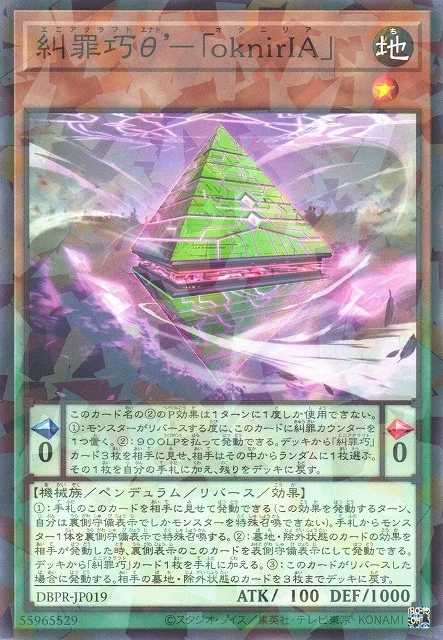 エニアクラフト エナト オクニリア
糾罪巧θ’－「oknirIA」
地
0
0
このカード名の②のP効果は1ターンに1度しか使用できない。
①：モンスターがリバースする度に、このカードに糾罪カウンターを
1つ置く。②：900LPを払って発動できる。デッキから「糾罪巧」
カード3枚を相手に見せ、相手はその中からランダムに1枚選ぶ。
その1枚を自分の手札に加え、残りをデッキに戻す。
【機械族／ペンデュラム／リバース／効果】
①：手札のこのカードを相手に見せて発動できる（この効果を発動するターン、
自分は裏側守備表示でしかモンスターを特殊召喚できない）。手札からモンス
ター1体を裏側守備表示で特殊召喚する。②：墓地・除外状態のカードの効果を
相手が発動した時、裏側表示のこのカードを表側守備表示にして発動できる。
デッキから「糾罪巧」カード1枚を手札に加える。③：このカードがリバースした
場合に発動する。相手の墓地・除外状態のカードを3枚までデッキに戻す。
DBPR-JP019
ATK/ 100 DEF/1000
55965529
©スタジオ・ダイス／集英社・テレビ東京・KONAMI